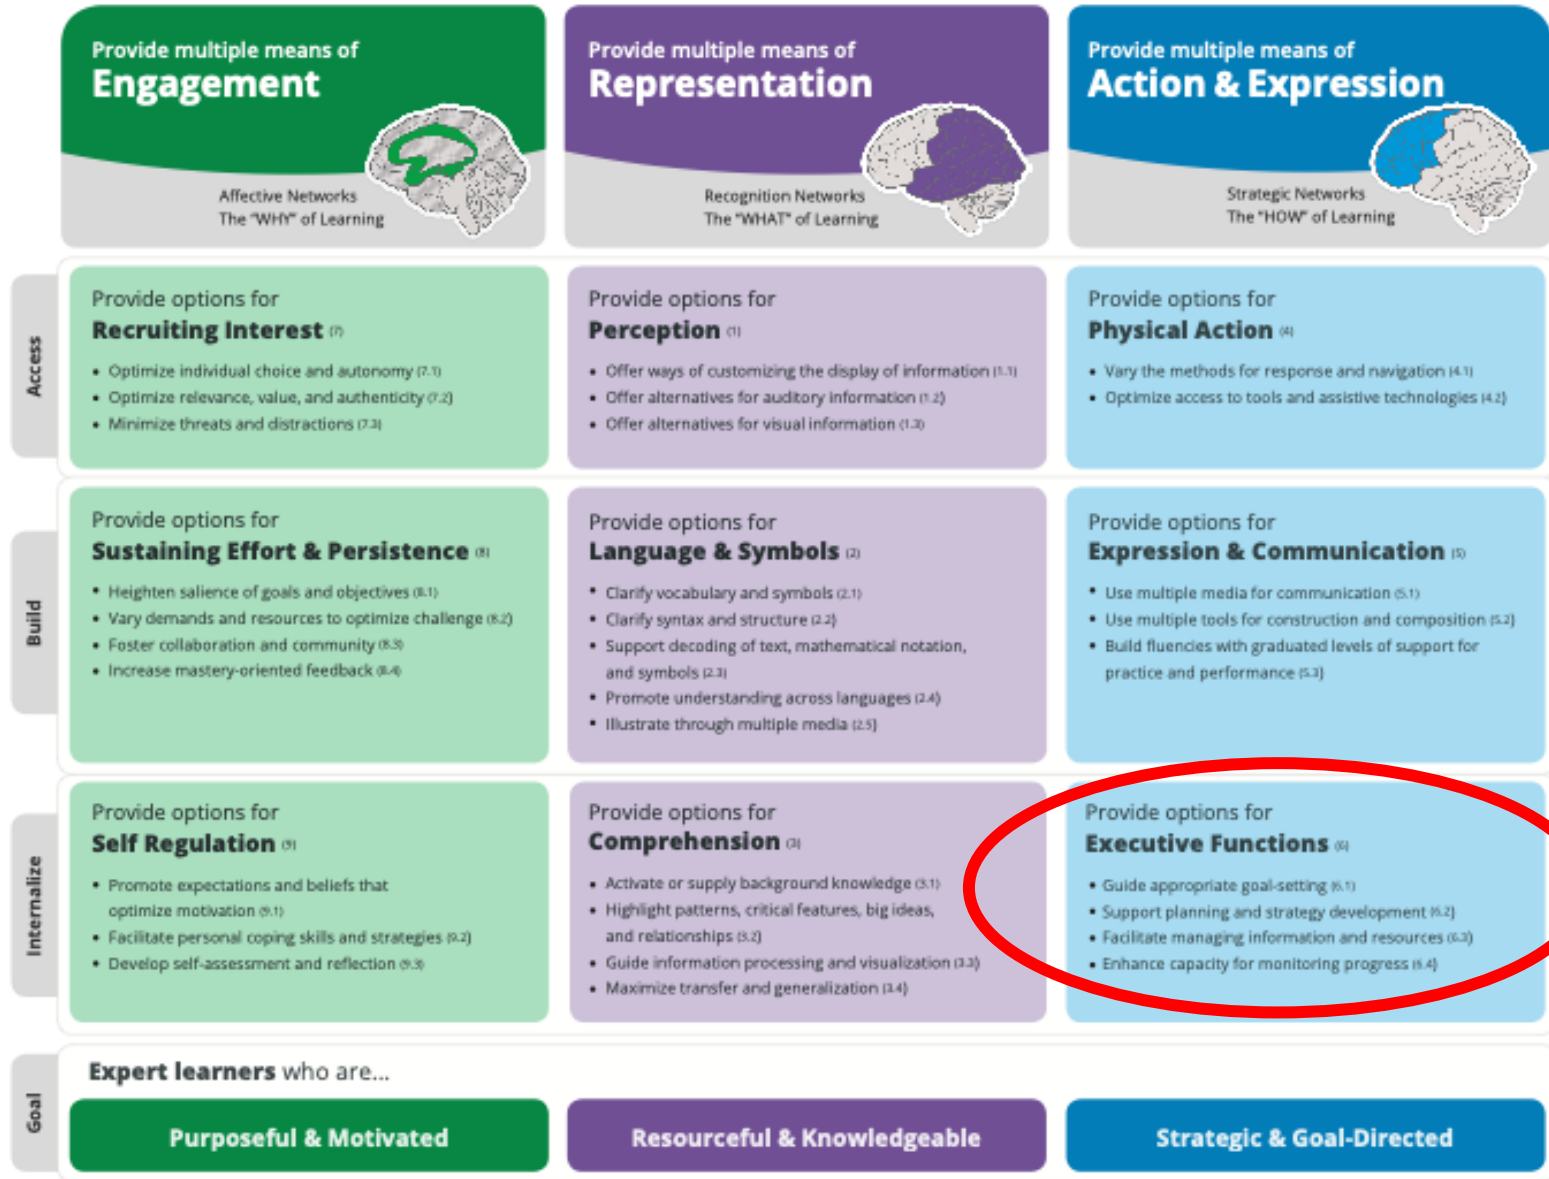 Provide multiple means of
Engagement
Affective Networks
The "WHY" of Learning
Provide multiple means of
Representation
Recognition Networks
The "WHAT" of Learning
Provide multiple means of
Action & Expression
Strategic Networks
The "HOW" of Learning
Access
Provide options for
Recruiting Interest (7)
• Optimize individual choice and autonomy (7.1)
• Optimize relevance, value, and authenticity (7.2)
• Minimize threats and distractions (7.3)
Provide options for
Perception (1)
• Offer ways of customizing the display of information (1.1)
• Offer alternatives for auditory information (1.2)
• Offer alternatives for visual information (1.3)
Provide options for
Physical Action (4)
• Vary the methods for response and navigation (4.1)
• Optimize access to tools and assistive technologies (4.2)
Build
Provide options for
Sustaining Effort & Persistence (8)
• Heighten salience of goals and objectives (8.1)
• Vary demands and resources to optimize challenge (8.2)
• Foster collaboration and community (8.3)
• Increase mastery-oriented feedback (8.4)
Provide options for
Language & Symbols (2)
• Clarify vocabulary and symbols (2.1)
• Clarify syntax and structure (2.2)
• Support decoding of text, mathematical notation,
and symbols (2.3)
• Promote understanding across languages (2.4)
• Illustrate through multiple media (2.5)
Provide options for
Expression & Communication (5)
• Use multiple media for communication (5.1)
• Use multiple tools for construction and composition (5.2)
• Build fluencies with graduated levels of support for
practice and performance (5.3)
Internalize
Provide options for
Self Regulation (9)
• Promote expectations and beliefs that
optimize motivation (9.1)
• Facilitate personal coping skills and strategies (9.2)
• Develop self-assessment and reflection (9.3)
Provide options for
Comprehension (3)
• Activate or supply background knowledge (3.1)
• Highlight patterns, critical features, big ideas,
and relationships (3.2)
• Guide information processing and visualization (3.3)
• Maximize transfer and generalization (3.4)
Provide options for
Executive Functions (6)
• Guide appropriate goal-setting (6.1)
• Support planning and strategy development (6.2)
• Facilitate managing information and resources (6.3)
• Enhance capacity for monitoring progress (6.4)
Goal
Expert learners who are...
Purposeful & Motivated
Resourceful & Knowledgeable
Strategic & Goal-Directed